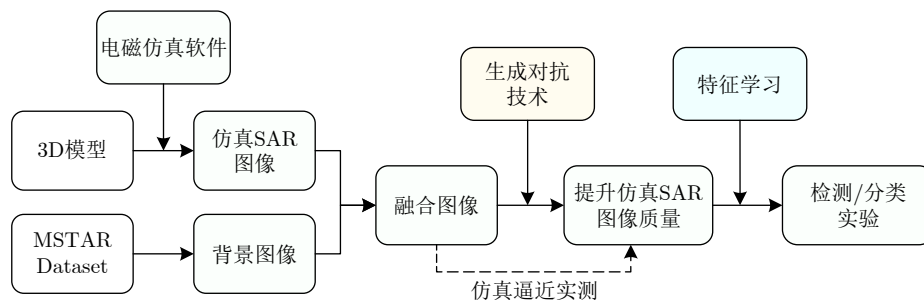 电磁仿真软件
生成对抗
技术
特征学习
3D模型
仿真SAR
图像
融合图像
提升仿真SAR
图像质量
检测/分类
实验
MSTAR
Dataset
背景图像
仿真逼近实测